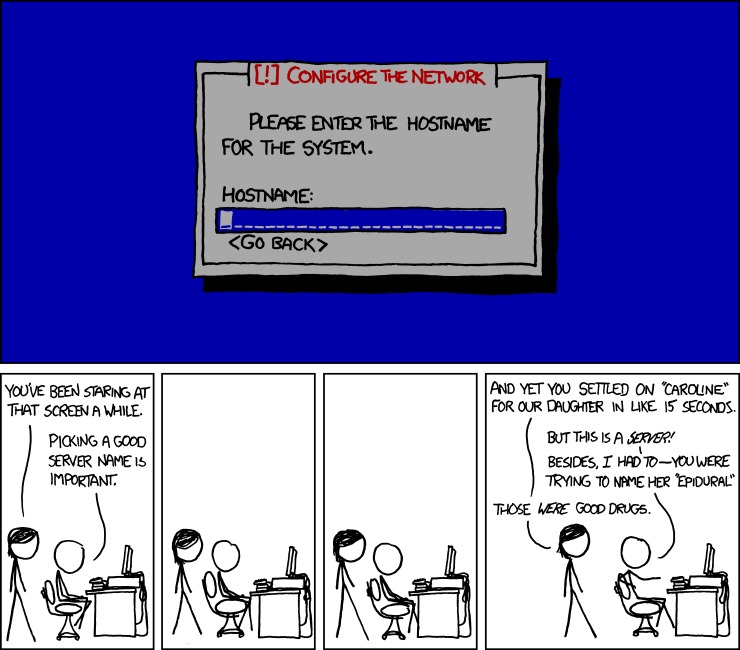 [!] CONFIGURE THE NETWORK
PLEASE ENTER THE HOSTNAME
FOR THE SYSTEM.
HOSTNAME:
<GO BACK>
YOU'VE BEEN STARING AT
THAT SCREEN A WHILE.
PICKING A GOOD
SERVER NAME IS
IMPORTANT.
AND YET YOU SETTLED ON "CAROLINE"
FOR OUR DAUGHTER IN LIKE 15 SECONDS.
BUT THIS IS A SERVER!
BESIDES, I HAD TO—YOU WERE
TRYING TO NAME HER "EPIDURAL"
THOSE WERE GOOD DRUGS.